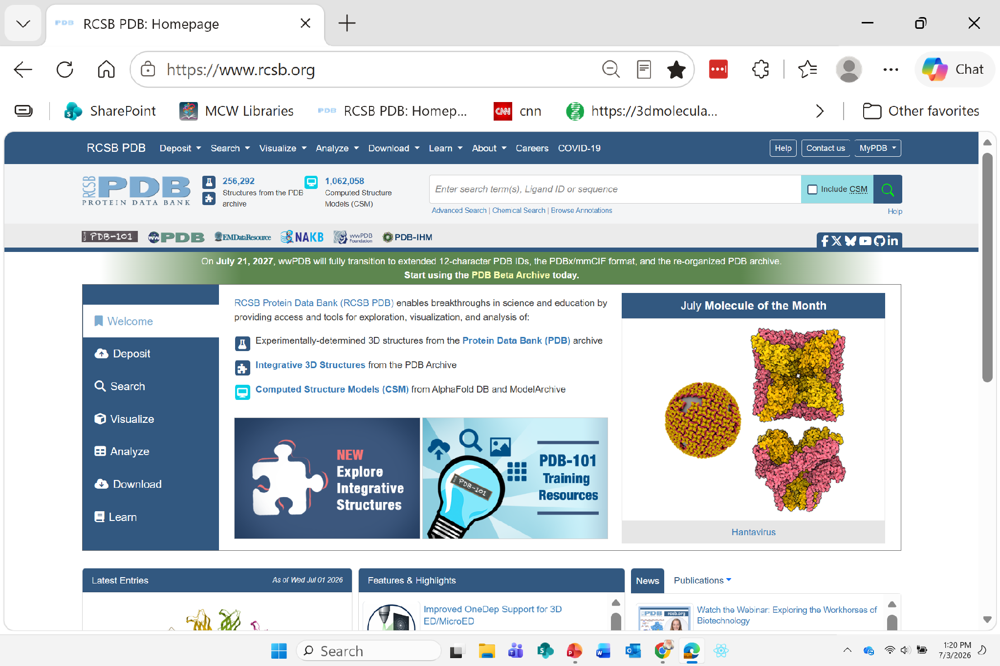 PDB RCSB PDB: Homepage
https://www.rcsb.org
Chat
SharePoint
MCW Libraries
PDB RCSB PDB: Homep...
CNN cnn
https://3dmolecula...
Other favorites
RCSB PDB
Deposit
Search
Visualize
Analyze
Download
Learn
About
Careers
COVID-19
Help
Contact us
MyPDB
RCSB PDB
PROTEIN DATA BANK
256,292
Structures from the PDB
archive
1,062,058
Computed Structure
Models (CSM)
Enter search term(s), Ligand ID or sequence
Include CSM
Advanced Search | Chemical Search | Browse Annotations
Help
PDB-101
wwPDB
EMDataResource
NAKB
wwPDB
Foundation
PDB-IHM
On July 21, 2027, wwPDB will fully transition to extended 12-character PDB IDs, the PDBx/mmCIF format, and the re-organized PDB archive.
Start using the PDB Beta Archive today.
Welcome
Deposit
Search
Visualize
Analyze
Download
Learn
RCSB Protein Data Bank (RCSB PDB) enables breakthroughs in science and education by
providing access and tools for exploration, visualization, and analysis of:
Experimentally-determined 3D structures from the Protein Data Bank (PDB) archive
Integrative 3D Structures from the PDB Archive
Computed Structure Models (CSM) from AlphaFold DB and ModelArchive
NEW
Explore
Integrative
Structures
PDB-101
PDB-101
Training
Resources
July Molecule of the Month
Hantavirus
Latest Entries
As of Wed Jul 01 2026
Features & Highlights
Improved OneDep Support for 3D
ED/MicroED
News
Publications
PDB rcsb.org
Watch the Webinar: Exploring the Workhorses of
Biotechnology
Search
1:20 PM
7/3/2026